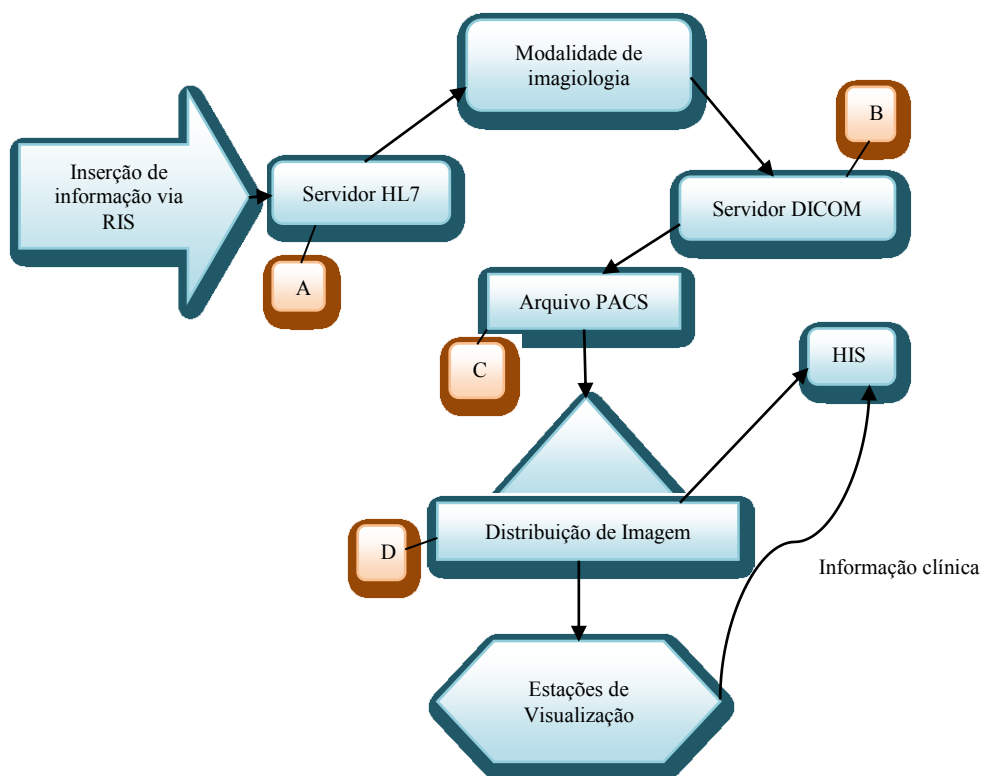 Modalidade de
imagiologia
B
Inserção de
informação via
RIS
Servidor HL7
Servidor DICOM
A
Arquivo PACS
HIS
C
Distribuição de Imagem
D
Informação clínica
Estações de
Visualização